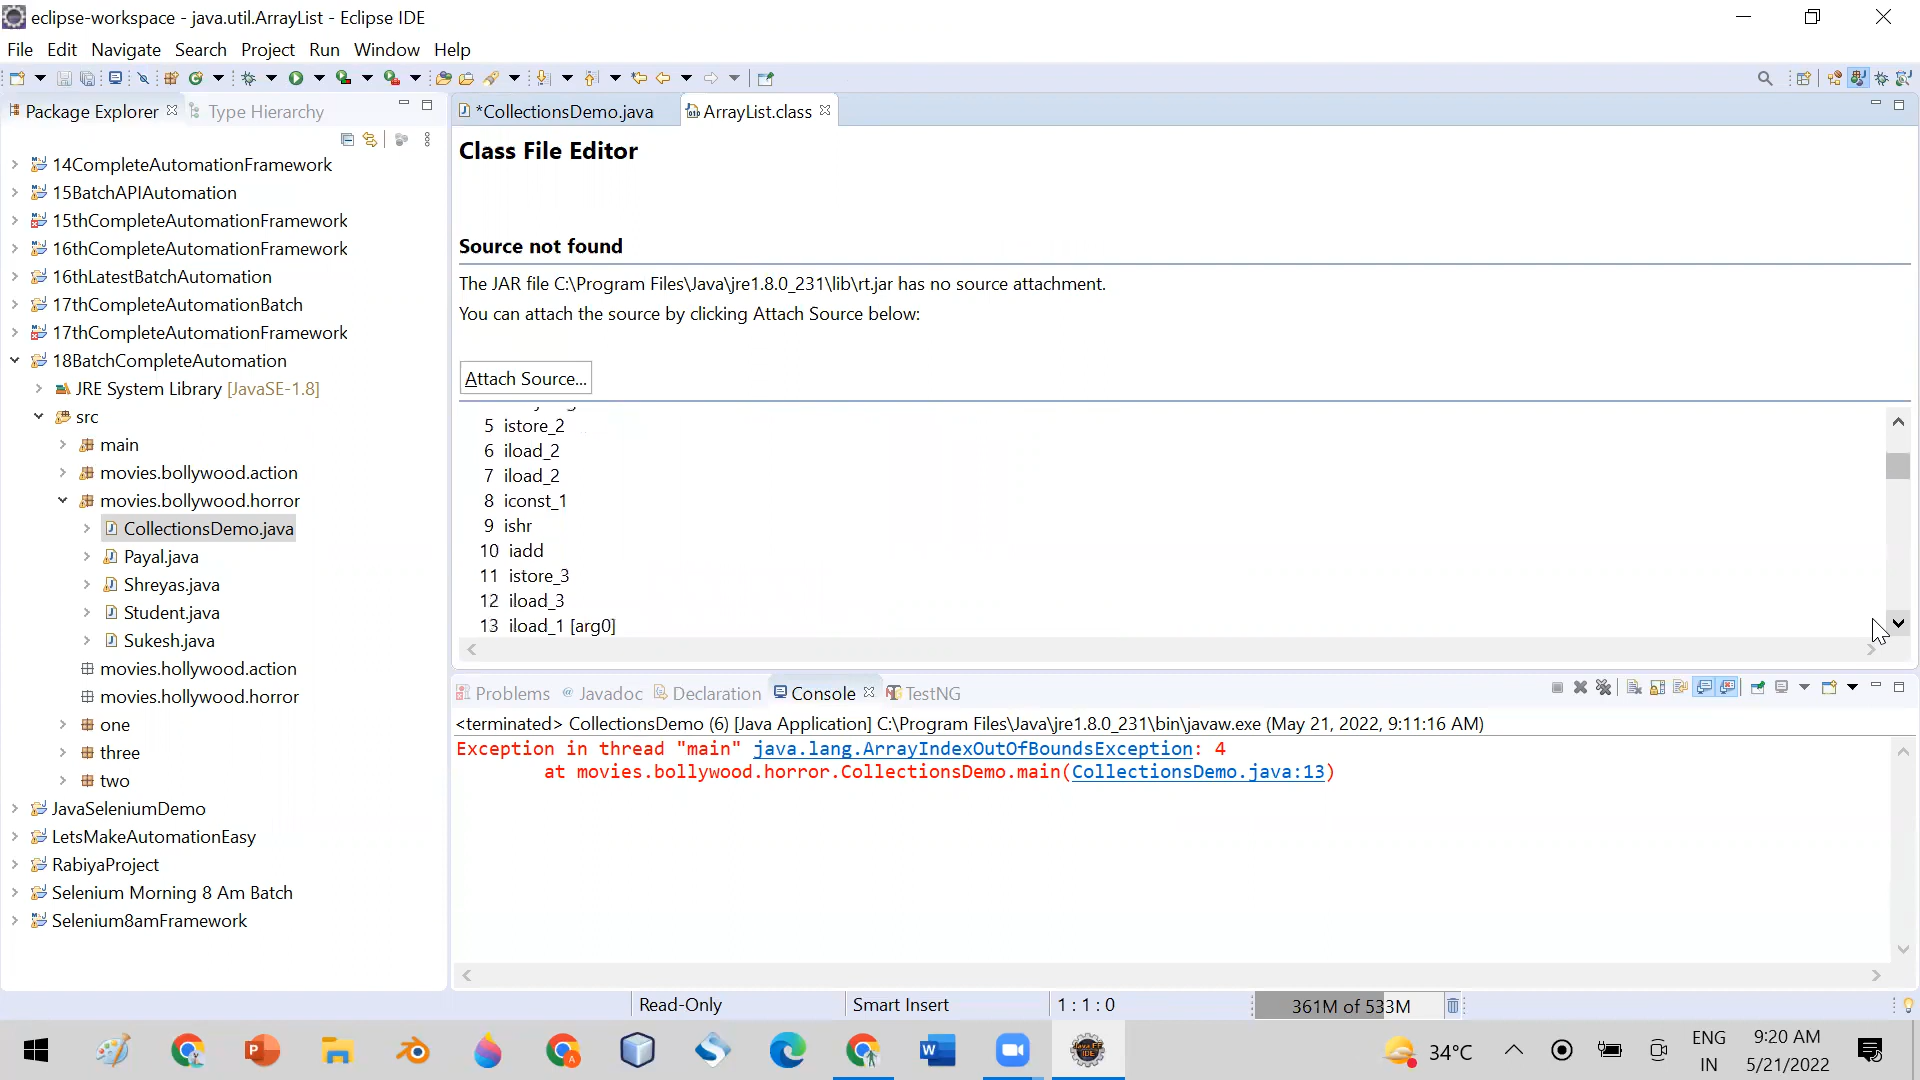 eclipse-workspace - java.util.ArrayList - Eclipse IDE
File Edit Navigate Search Project Run Window Help
Package Explorer
Type Hierarchy
14CompleteAutomationFramework
15BatchAPIAutomation
15thCompleteAutomationFramework
16thCompleteAutomationFramework
16thLatestBatchAutomation
17thCompleteAutomationBatch
17thCompleteAutomationFramework
18BatchCompleteAutomation
JRE System Library [JavaSE-1.8]
src
main
movies.bollywood.action
movies.bollywood.horror
CollectionsDemo.java
Payal.java
Shreyas.java
Student.java
Sukesh.java
movies.hollywood.action
movies.hollywood.horror
one
three
two
JavaSeleniumDemo
LetsMakeAutomationEasy
RabiyaProject
Selenium Morning 8 Am Batch
Selenium8amFramework
*CollectionsDemo.java
ArrayList.class
Class File Editor
Source not found
The JAR file C:\Program Files\Java\jre1.8.0_231\lib\rt.jar has no source attachment.
You can attach the source by clicking Attach Source below:
Attach Source...
5 istore_2
6 iload_2
7 iload_2
8 iconst_1
9 ishr
10 iadd
11 istore_3
12 iload_3
13 iload_1 [arg0]
Problems
Javadoc
Declaration
Console
TestNG
<terminated> CollectionsDemo (6) [Java Application] C:\Program Files\Java\jre1.8.0_231\bin\javaw.exe (May 21, 2022, 9:11:16 AM)
Exception in thread "main" java.lang.ArrayIndexOutOfBoundsException: 4
at movies.bollywood.horror.CollectionsDemo.main(CollectionsDemo.java:13)
Read-Only
Smart Insert
1 : 1 : 0
361M of 533M
34°C
ENG
IN
9:20 AM
5/21/2022